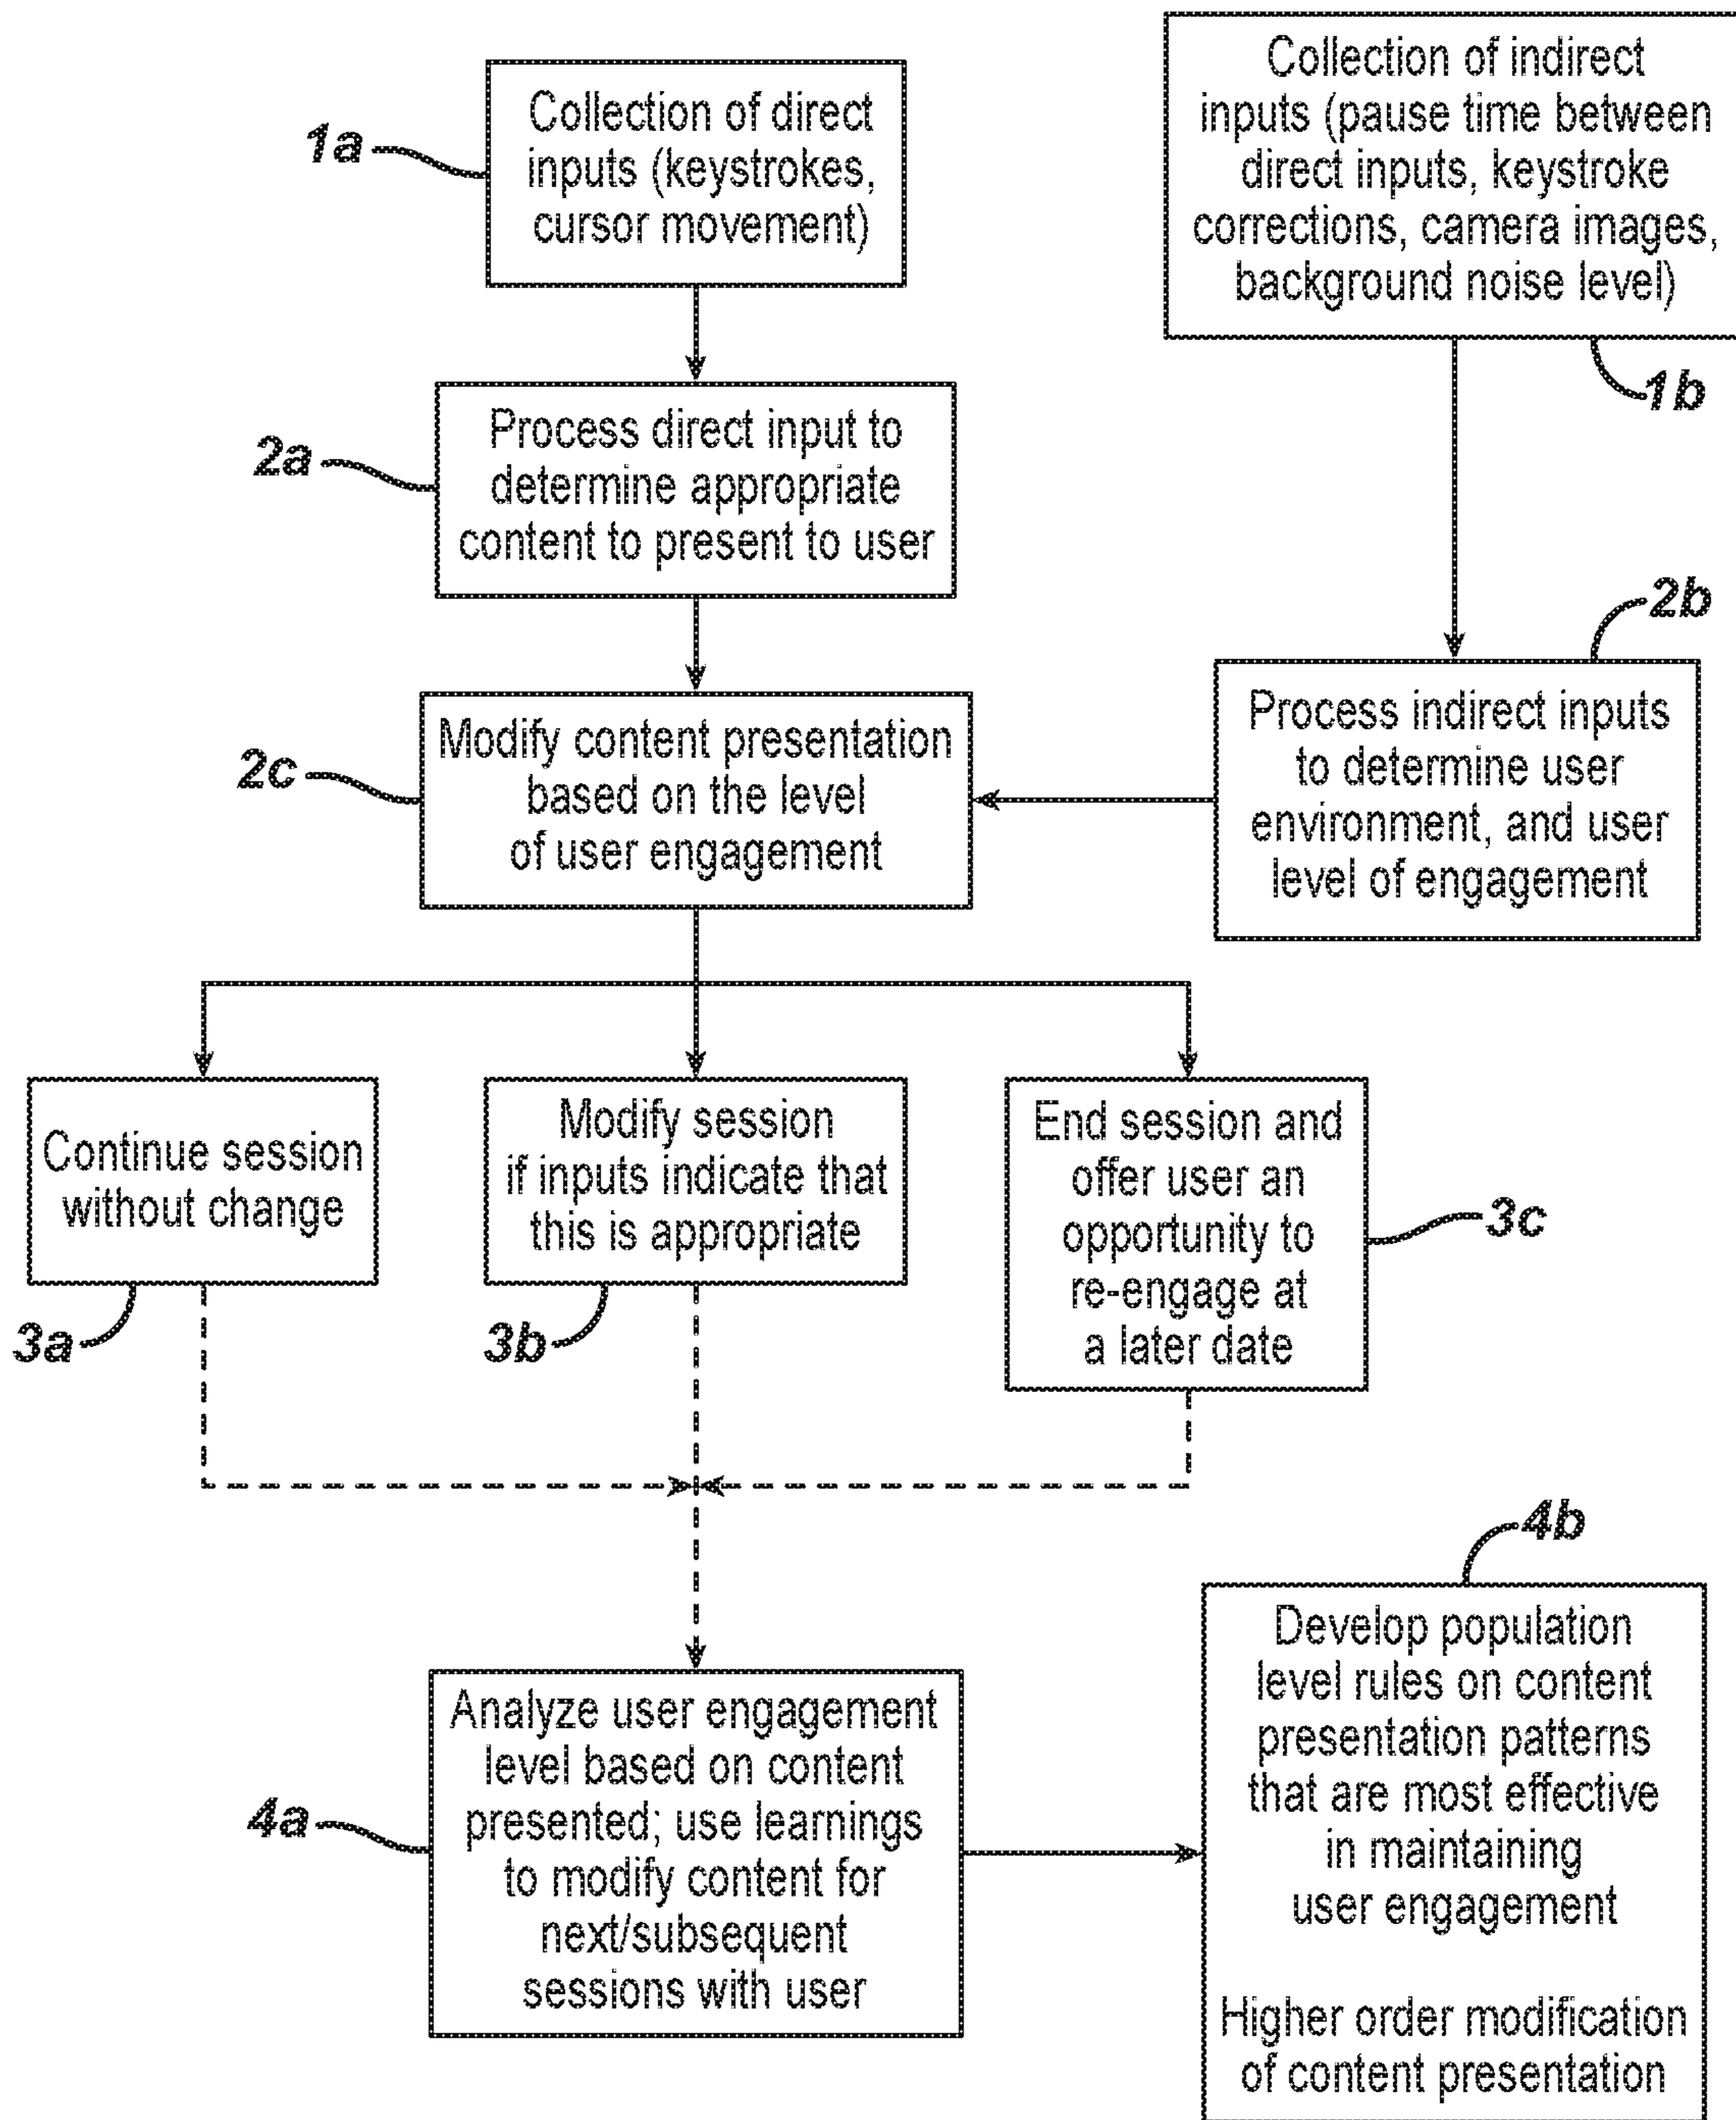 1a
Collection of direct
inputs (keystrokes,
cursor movement)
Collection of indirect
inputs (pause time between
direct inputs, keystroke
corrections, camera images,
background noise level)
1b
2a
Process direct input to
determine appropriate
content to present to user
2b
2c
Modify content presentation
based on the level
of user engagement
Process indirect inputs
to determine user
environment, and user
level of engagement
Continue session
without change
3a
Modify session
if inputs indicate that
this is appropriate
3b
End session and
offer user an
opportunity to
re-engage at
a later date
3c
4a
Analyze user engagement
level based on content
presented; use learnings
to modify content for
next/subsequent
sessions with user
4b
Develop population
level rules on content
presentation patterns
that are most effective
in maintaining
user engagement
Higher order modification
of content presentation